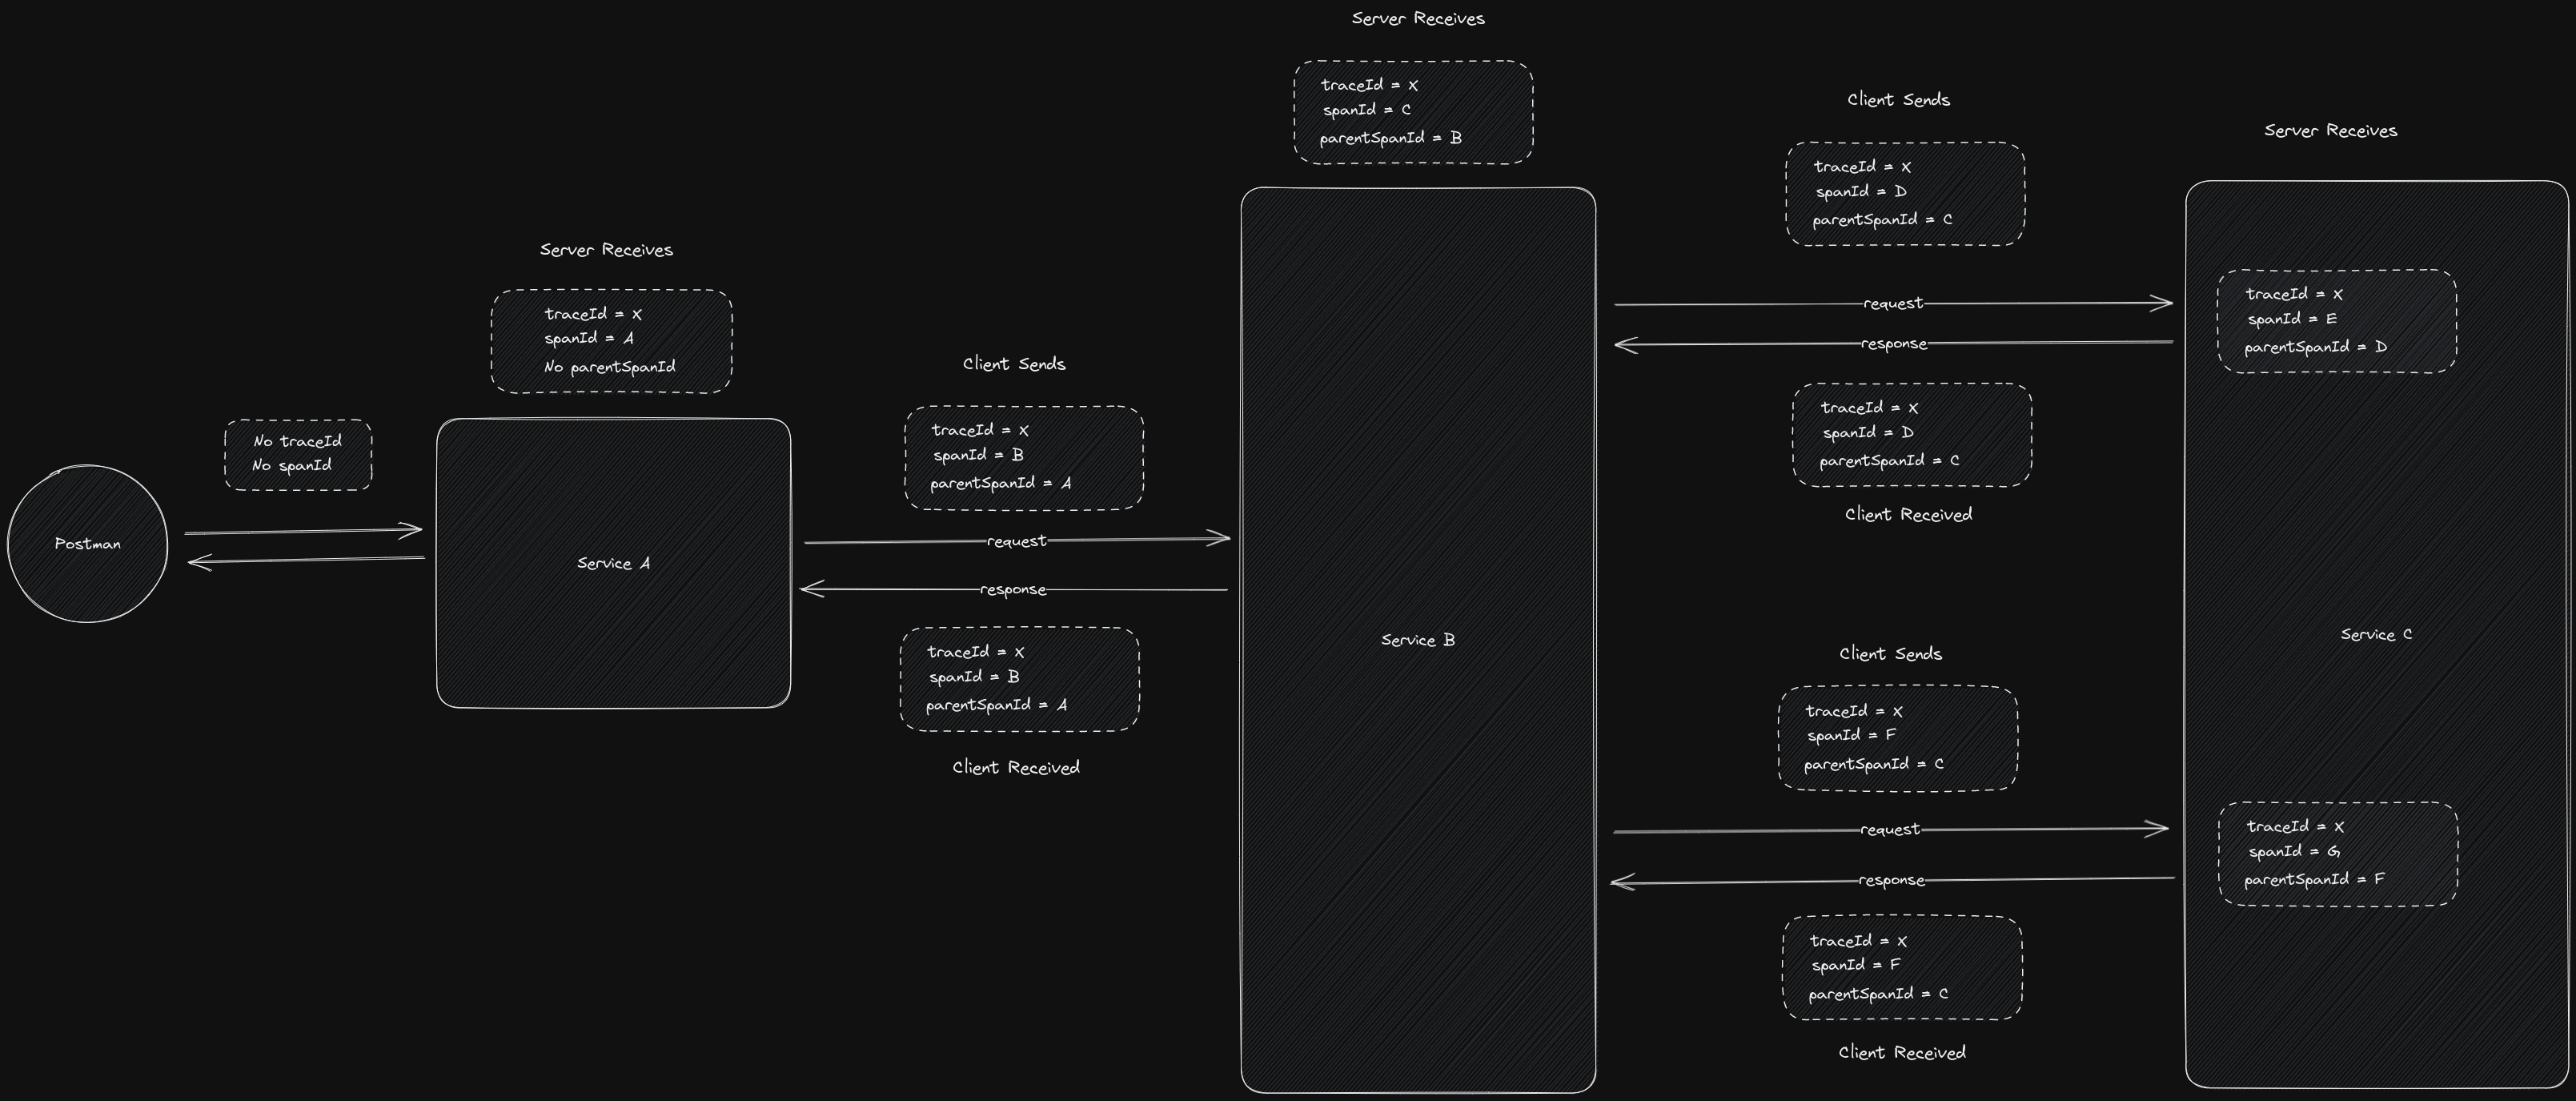 Postman
No traceId
No spanId
Server Receives
traceId = X
spanId = A
No parentSpanId
Service A
Client Sends
traceId = X
spanId = B
parentSpanId = A
request
response
traceId = X
spanId = B
parentSpanId = A
Client Received
Server Receives
traceId = X
spanId = C
parentSpanId = B
Service B
Client Sends
traceId = X
spanId = D
parentSpanId = C
request
response
traceId = X
spanId = D
parentSpanId = C
Client Received
Client Sends
traceId = X
spanId = F
parentSpanId = C
request
response
traceId = X
spanId = F
parentSpanId = C
Client Received
Server Receives
traceId = X
spanId = E
parentSpanId = D
Service C
traceId = X
spanId = G
parentSpanId = F